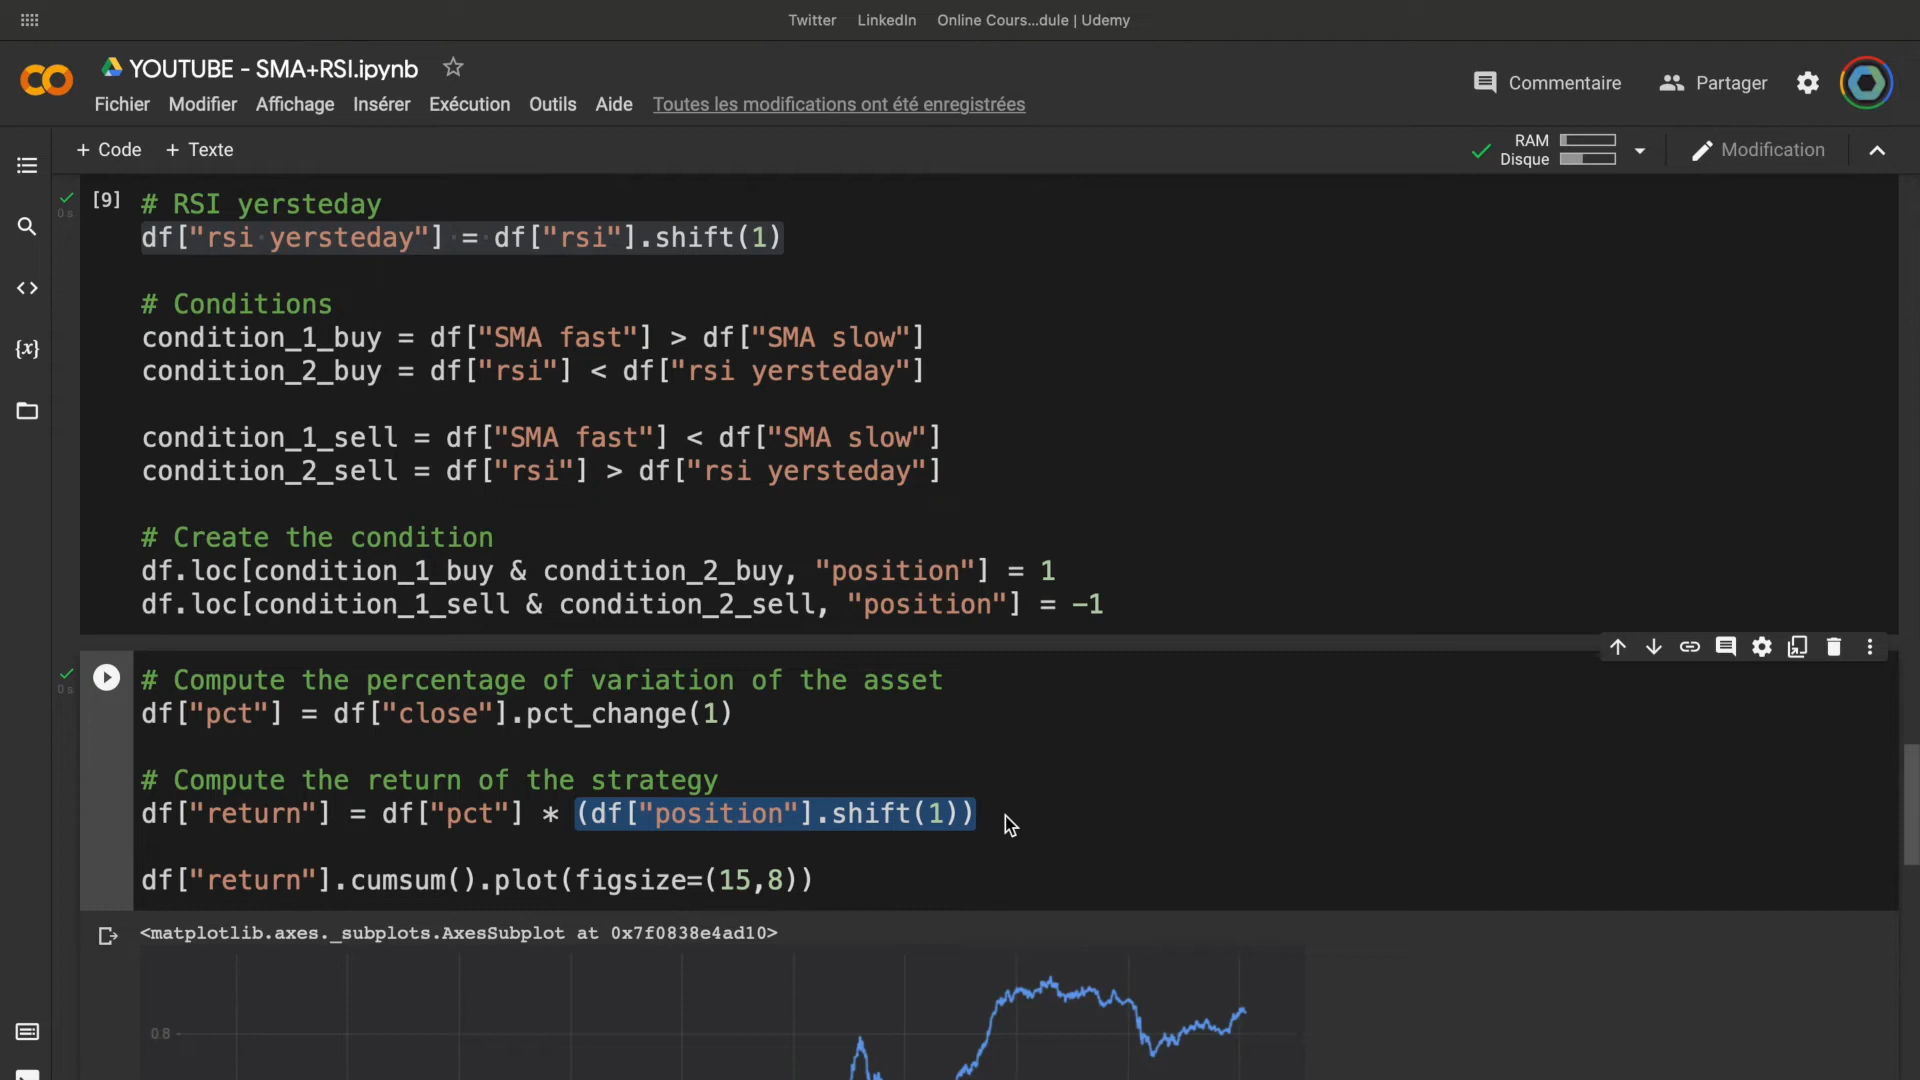 Twitter LinkedIn Online Cours...dule | Udemy
YOUTUBE - SMA+RSI.ipynb
Fichier Modifier Affichage Insérer Exécution Outils Aide Toutes les modifications ont été enregistrées
Commentaire Partager
+ Code + Texte
RAM
Disque
Modification
{x}
0 s
[9]
# RSI yersteday
df["rsi yersteday"] = df["rsi"].shift(1)
# Conditions
condition_1_buy = df["SMA fast"] > df["SMA slow"]
condition_2_buy = df["rsi"] < df["rsi yersteday"]
condition_1_sell = df["SMA fast"] < df["SMA slow"]
condition_2_sell = df["rsi"] > df["rsi yersteday"]
# Create the condition
df.loc[condition_1_buy & condition_2_buy, "position"] = 1
df.loc[condition_1_sell & condition_2_sell, "position"] = -1
0 s
# Compute the percentage of variation of the asset
df["pct"] = df["close"].pct_change(1)
# Compute the return of the strategy
df["return"] = df["pct"] * (df["position"].shift(1))
df["return"].cumsum().plot(figsize=(15,8))
<matplotlib.axes._subplots.AxesSubplot at 0x7f0838e4ad10>
0.8